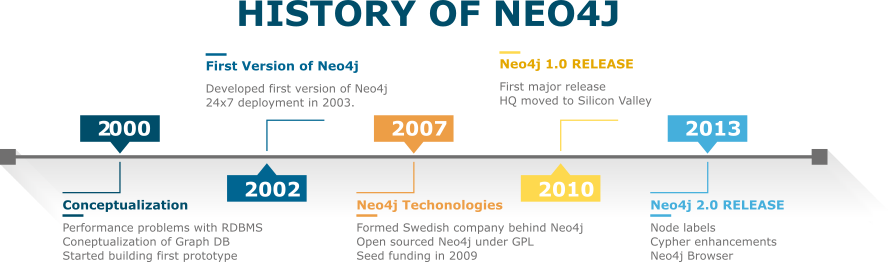 HISTORY OF NEO4J
First Version of Neo4j
Developed first version of Neo4j
24x7 deployment in 2003.
Neo4j 1.0 RELEASE
First major release
HQ moved to Silicon Valley
2000
2007
2013
2002
2010
Conceptualization
Performance problems with RDBMS
Coneptualization of Graph DB
Started building first prototype
Neo4j Techonologies
Formed Swedish company behind Neo4j
Open sourced Neo4j under GPL
Seed funding in 2009
Neo4j 2.0 RELEASE
Node labels
Cypher enhancements
Neo4j Browser